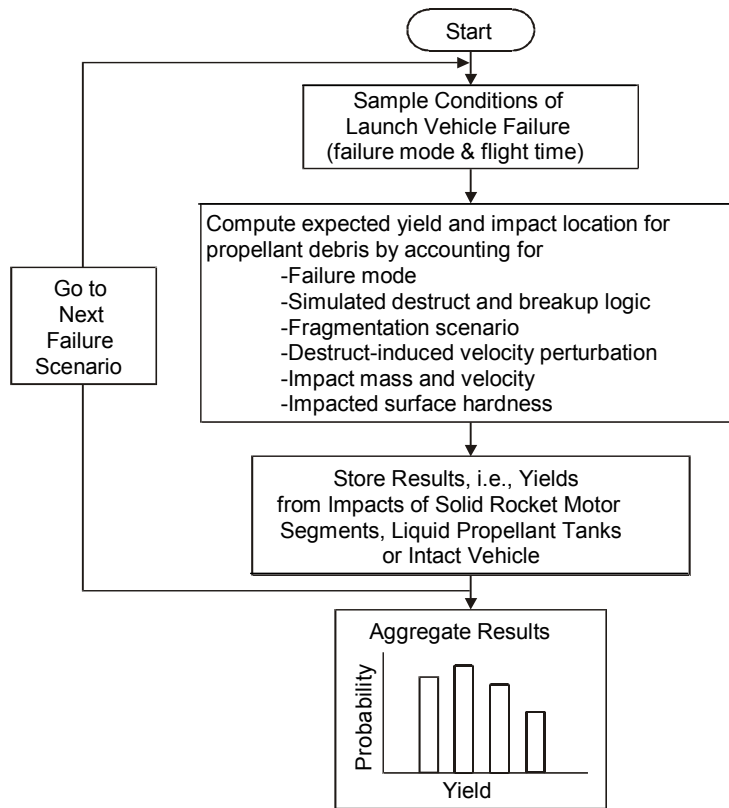 Start
Sample Conditions of
Launch Vehicle Failure
(failure mode & flight time)
Compute expected yield and impact location for
propellant debris by accounting for
-Failure mode
-Simulated destruct and breakup logic
-Fragmentation scenario
-Destruct-induced velocity perturbation
-Impact mass and velocity
-Impacted surface hardness
Go to
Next
Failure
Scenario
Store Results, i.e., Yields
from Impacts of Solid Rocket Motor
Segments, Liquid Propellant Tanks
or Intact Vehicle
Aggregate Results
Probability
Yield